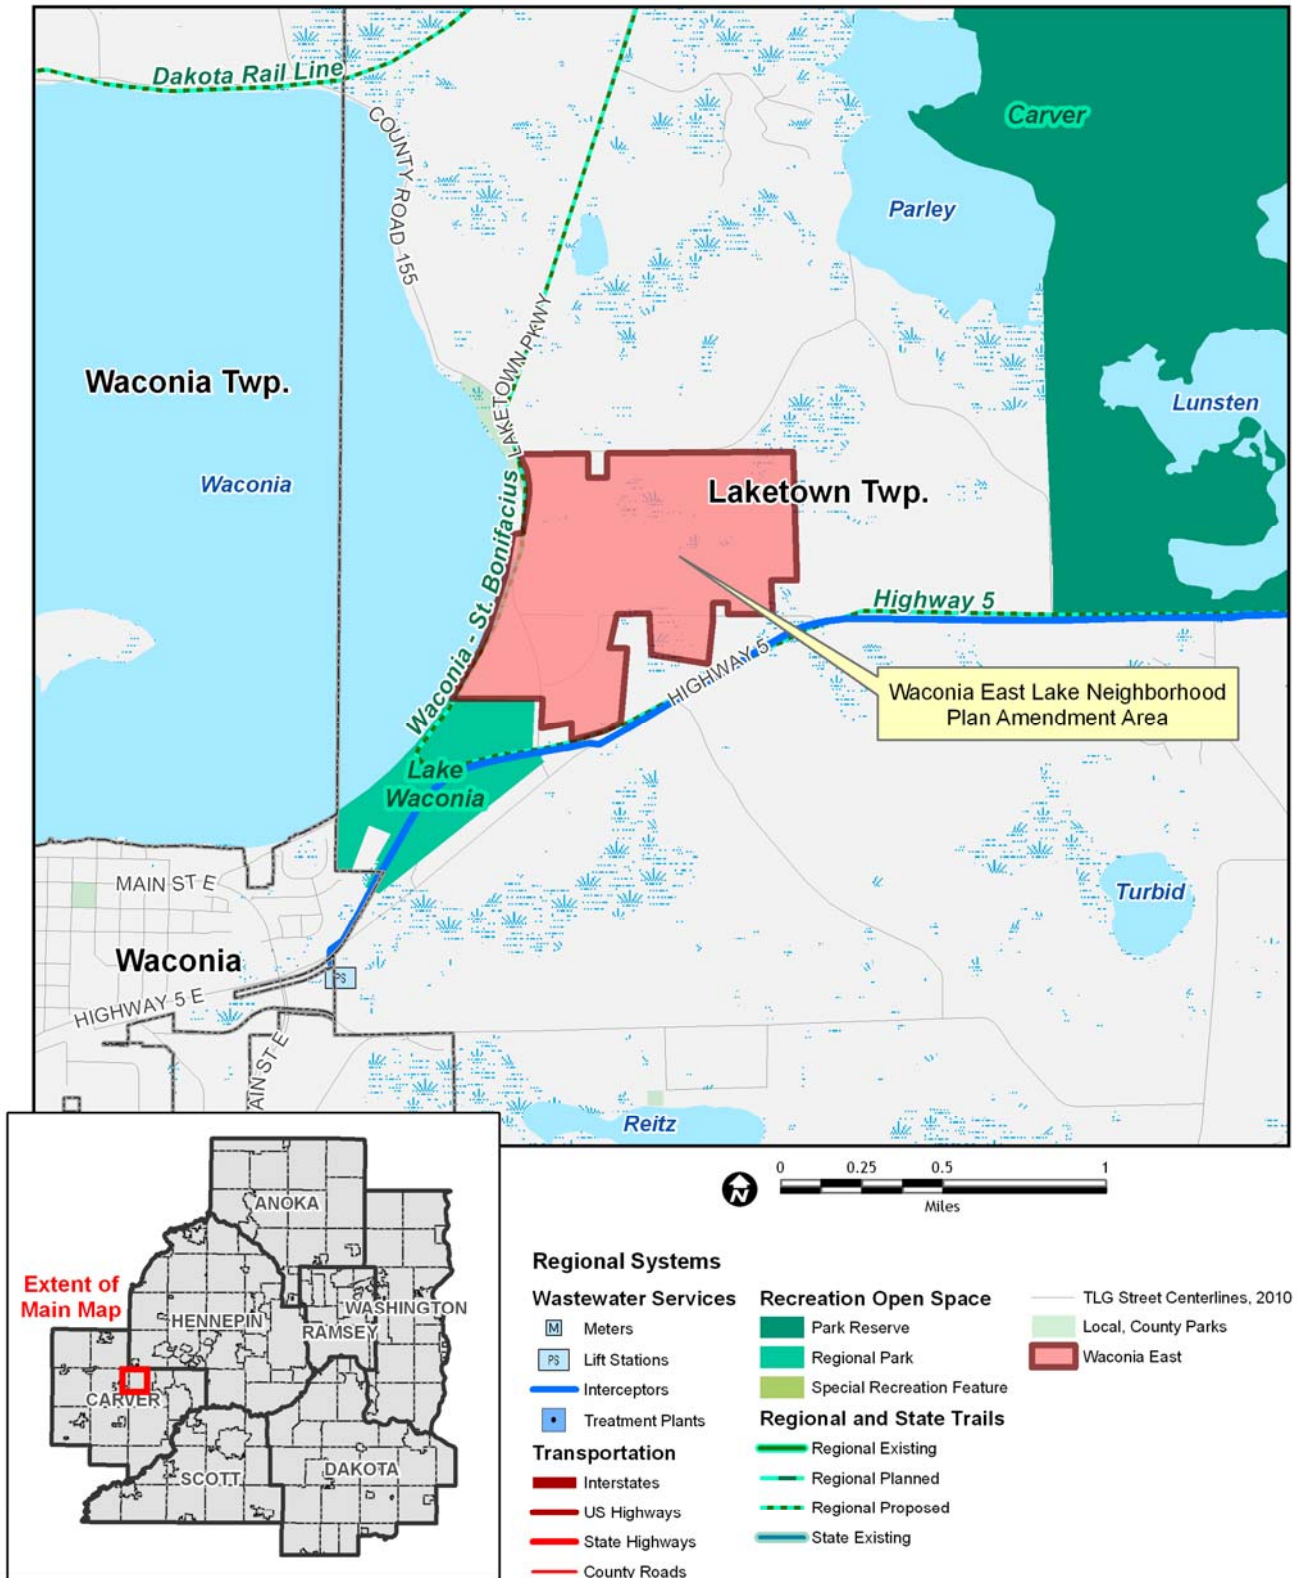 Dakota Rail Line
COUNTY ROAD 155
Carver
Parley
LAKETOWN PKWY
Waconia Twp.
Lunsten
Waconia
Laketown Twp.
Waconia - St. Bonifacius
Highway 5
HIGHWAY 5
Waconia East Lake Neighborhood
Plan Amendment Area
Lake
Waconia
MAIN ST E
Turbid
Waconia
PS
HIGHWAY 5 E
AIN ST E
Reitz
N
0 0.25 0.5 1
Miles
ANOKA
Extent of
Main Map
HENNEPIN
WASHINGTON
RAMSEY
CARVER
SCOTT
DAKOTA
Regional Systems
Wastewater Services
M Meters
PS Lift Stations
Interceptors
Treatment Plants
Transportation
Interstates
US Highways
State Highways
County Roads
Recreation Open Space
Park Reserve
Regional Park
Special Recreation Feature
Regional and State Trails
Regional Existing
Regional Planned
Regional Proposed
State Existing
TLG Street Centerlines, 2010
Local, County Parks
Waconia East